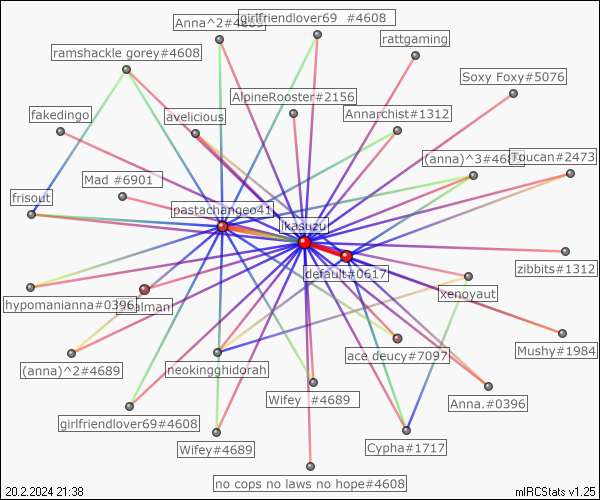 Anna^2#4689
girlfriendlover69 #4608
rattgaming
ramshackle gorey#4608
Soxy Foxy#5076
AlpineRooster#2156
fakedingo
avelicious
Annarchist#1312
(anna)^3#4689
Toucan#2473
Mad #6901
frisout
pastachangeo41
ikasuzu
zibbits#1312
default#0617
hypomanianna#0396
xenoyaut
Mushy#1984
ace deucy#7097
(anna)^2#4689
neokingghidorah
Wifey #4689
Anna.#0396
girlfriendlover69#4608
Wifey#4689
Cypha#1717
no cops no laws no hope#4608
20.2.2024 21:38
mIRCStats v1.25